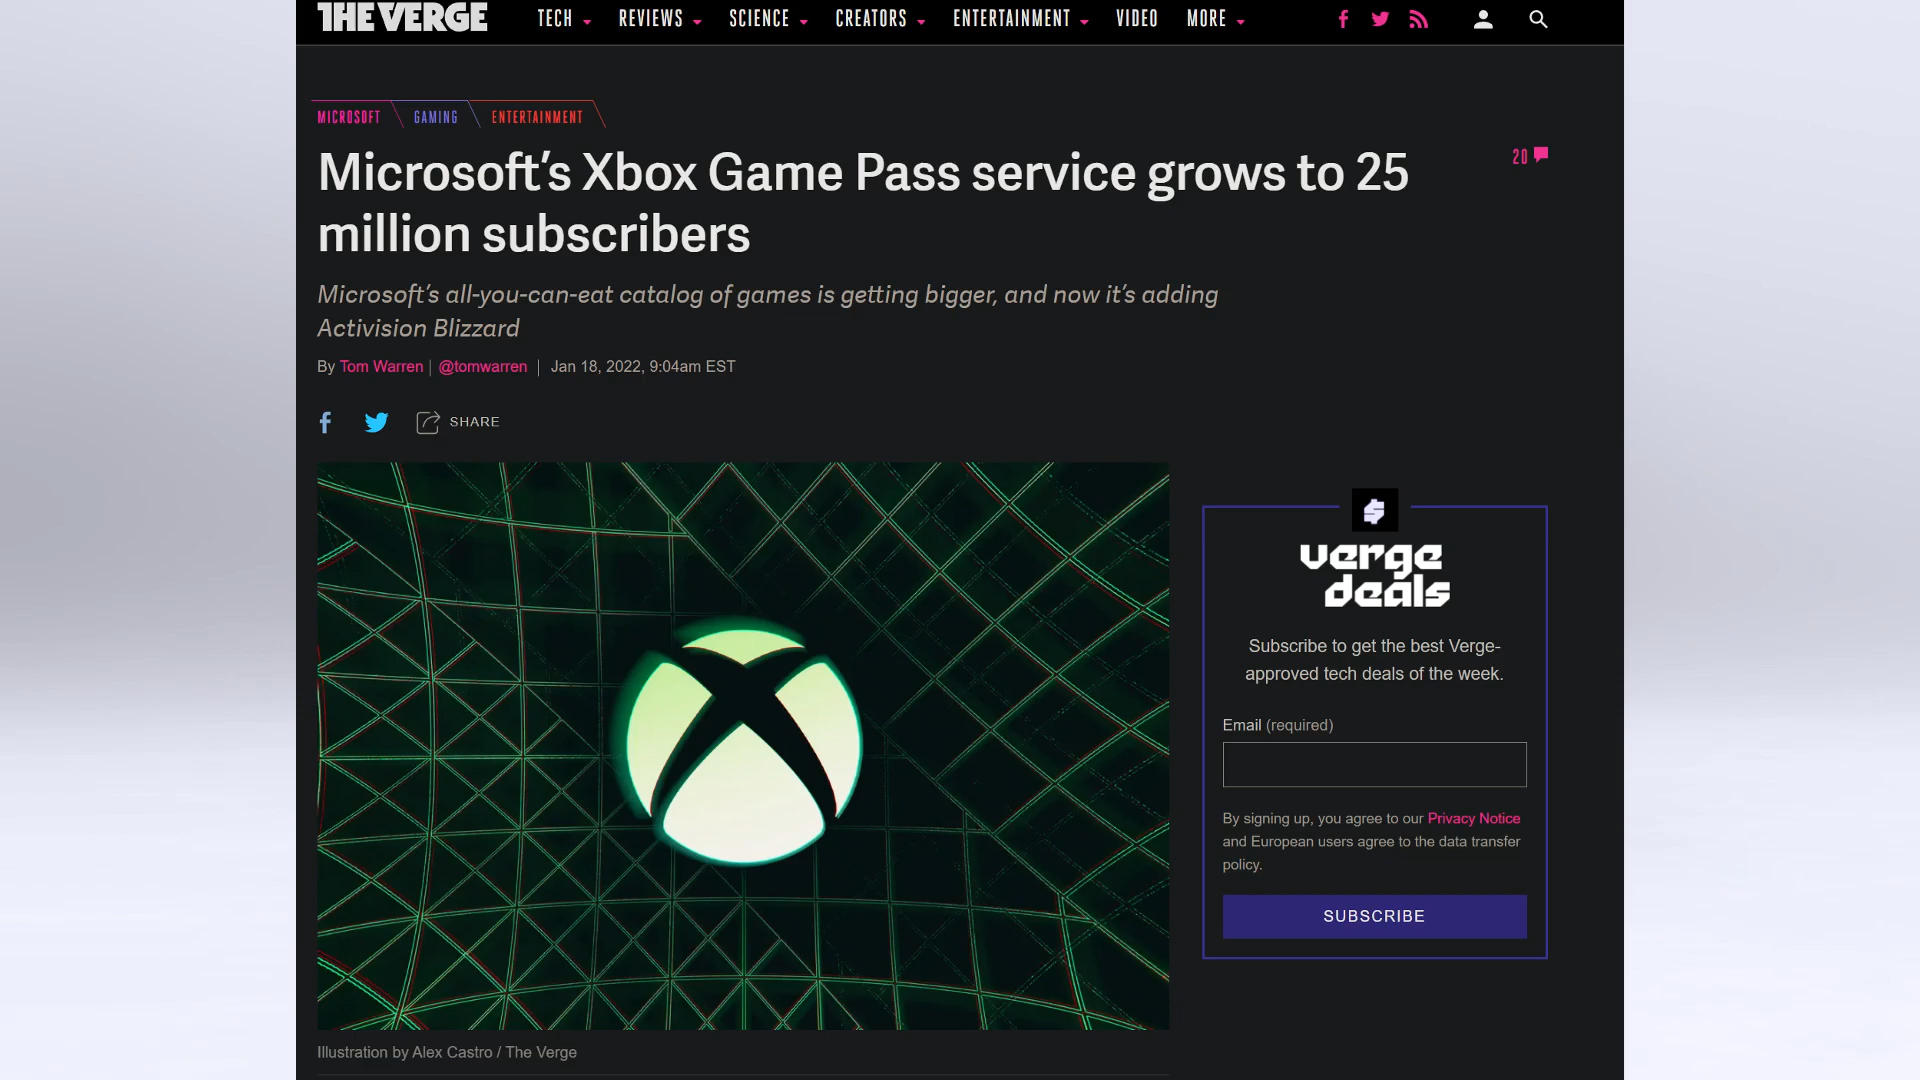 THE VERGE
TECH REVIEWS SCIENCE CREATORS ENTERTAINMENT VIDEO MORE
MICROSOFT GAMING ENTERTAINMENT
Microsoft’s Xbox Game Pass service grows to 25
million subscribers
20
Microsoft’s all-you-can-eat catalog of games is getting bigger, and now it’s adding
Activision Blizzard
By Tom Warren | @tomwarren | Jan 18, 2022, 9:04am EST
SHARE
verge
deals
Subscribe to get the best Verge-
approved tech deals of the week.
Email (required)
By signing up, you agree to our Privacy Notice
and European users agree to the data transfer
policy.
SUBSCRIBE
Illustration by Alex Castro / The Verge